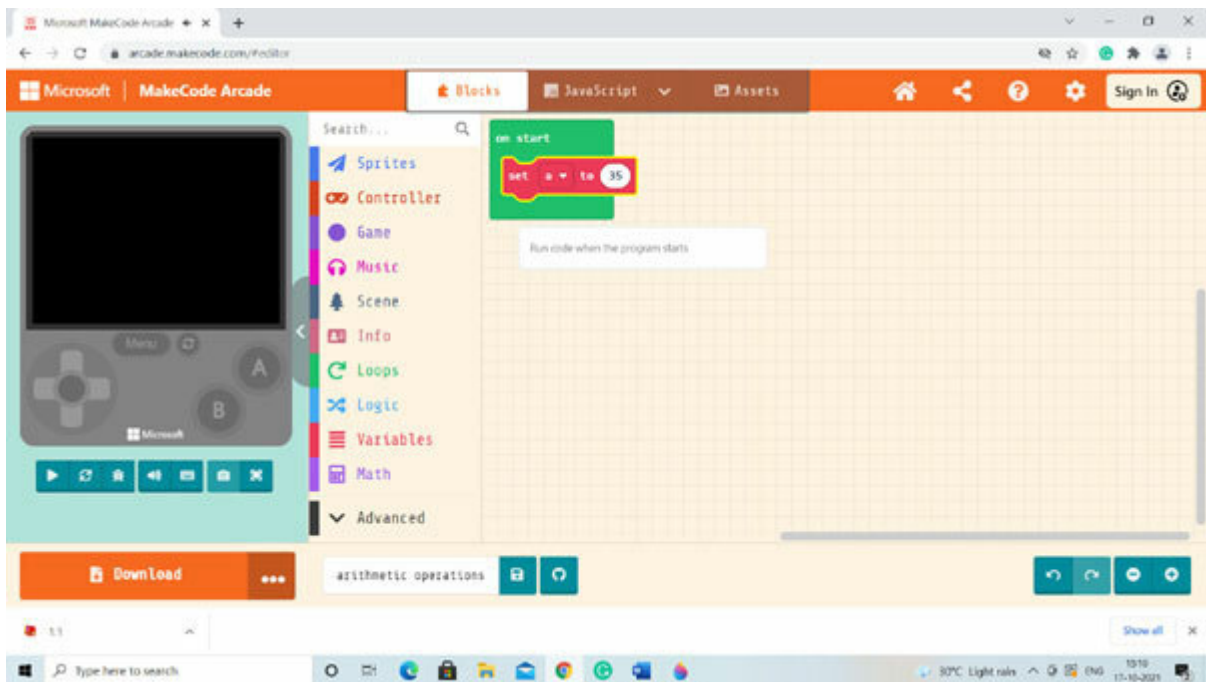 Microsoft MakeCode Arcade
arcade.makecode.com/#editor
Microsoft | MakeCode Arcade
Blocks
JavaScript
Assets
Sign In
Search...
Sprites
Controller
Game
Music
Scene
Info
Loops
Logic
Variables
Math
Advanced
on start
set a to 35
Run code when the program starts
Menu
A
B
Microsoft
Download
arithmetic operations
1.1
Show all
Type here to search
30°C Light rain
ENG
17-10-2021